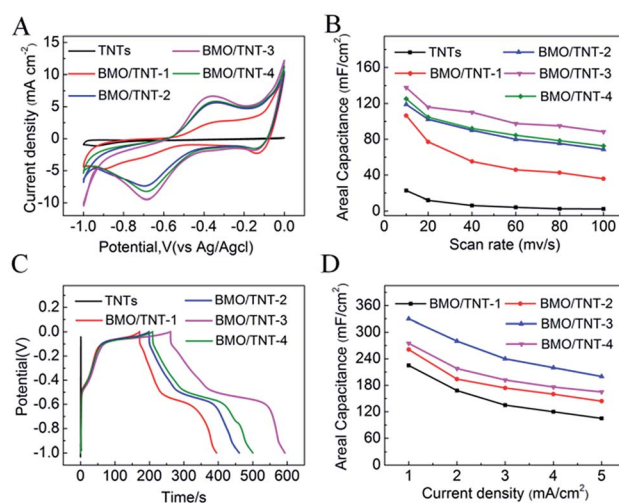 A
TNTs
BMO/TNT-3
BMO/TNT-1
BMO/TNT-4
BMO/TNT-2
Current density (mA cm⁻²)
15
10
5
0
-5
-10
-1.0
-0.8
-0.6
-0.4
-0.2
0.0
Potential,V(vs Ag/Agcl)
B
TNTs
BMO/TNT-2
BMO/TNT-1
BMO/TNT-3
BMO/TNT-4
Areal Capacitance (mF/cm²)
200
160
120
80
40
0
20
40
60
80
100
Scan rate (mv/s)
C
TNTs
BMO/TNT-2
BMO/TNT-1
BMO/TNT-3
BMO/TNT-4
Potential(V)
0.4
0.2
0.0
-0.2
-0.4
-0.6
-0.8
-1.0
0
100
200
300
400
500
600
Time/s
D
BMO/TNT-1
BMO/TNT-2
BMO/TNT-3
BMO/TNT-4
Areal Capacitance (mF/cm²)
360
300
240
180
120
60
0
1
2
3
4
5
Current density (mA/cm²)